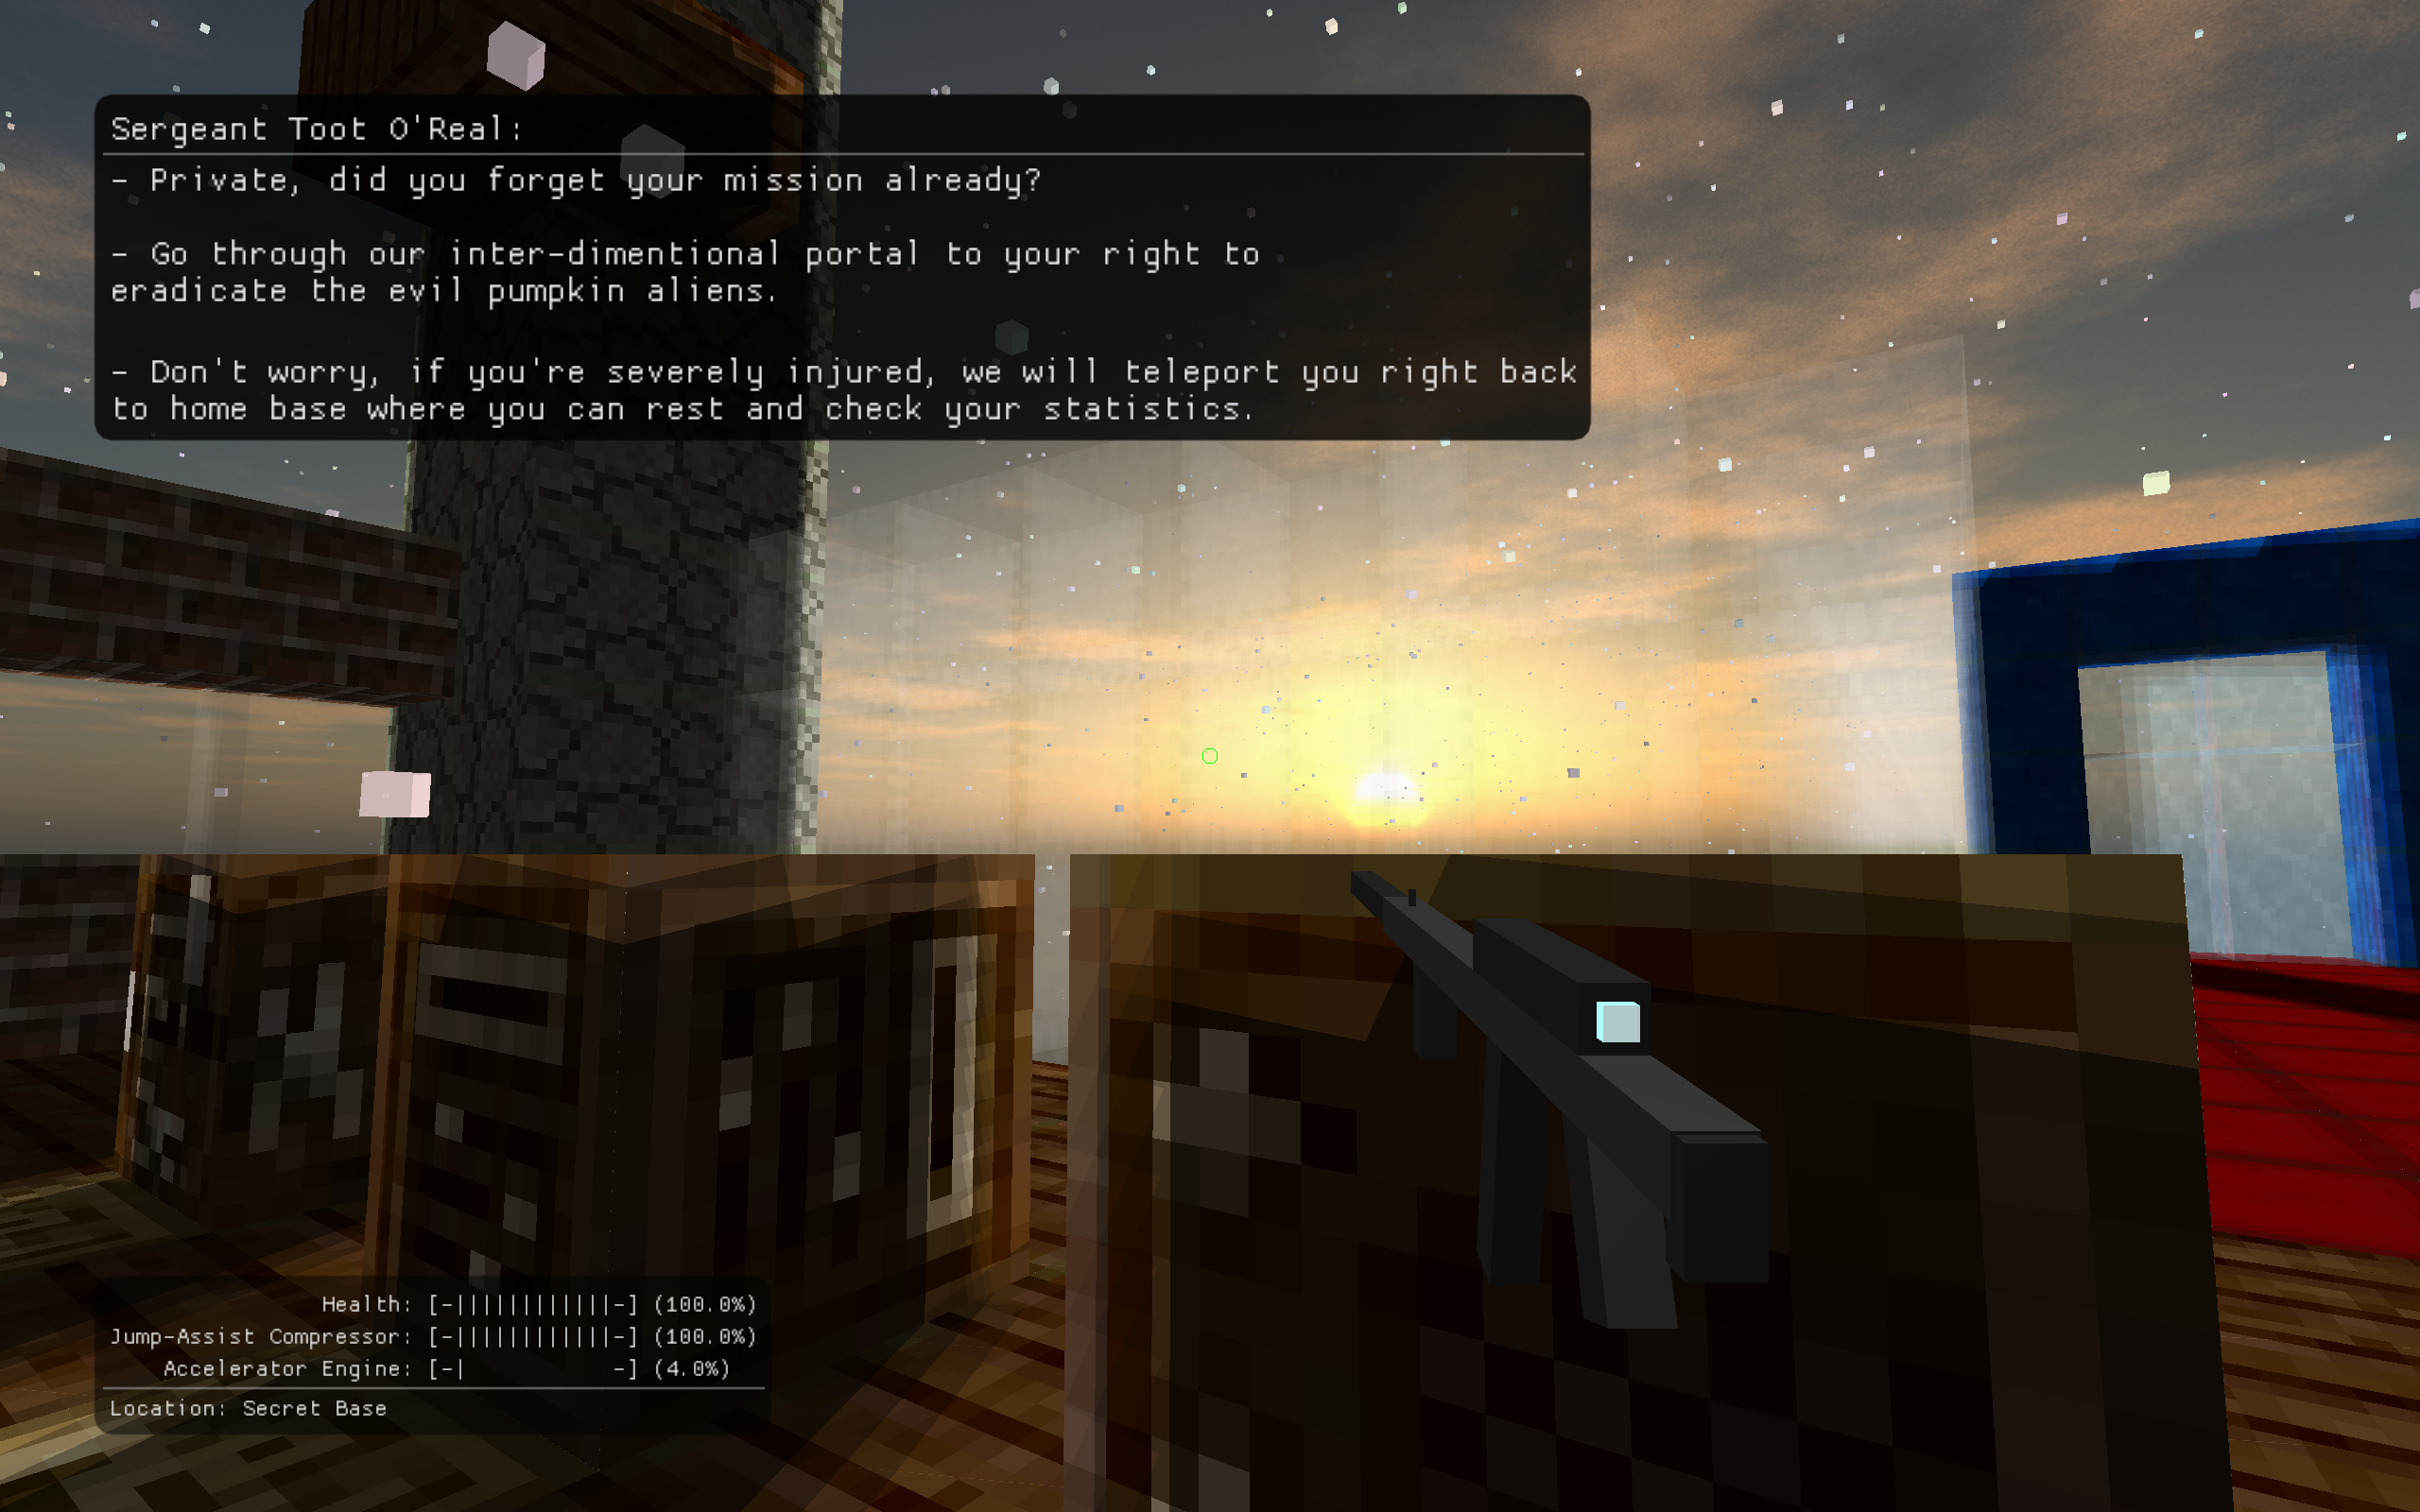 Sergeant Toot O'Real:
- Private, did you forget your mission already?
- Go through our inter-dimentional portal to your right to
eradicate the evil pumpkin aliens.
- Don't worry, if you're severely injured, we will teleport you right back
to home base where you can rest and check your statistics.
Health: [-||||||||||||-] (100.0%)
Jump-Assist Compressor: [-||||||||||||-] (100.0%)
Accelerator Engine: [-|           -] (4.0%)
Location: Secret Base